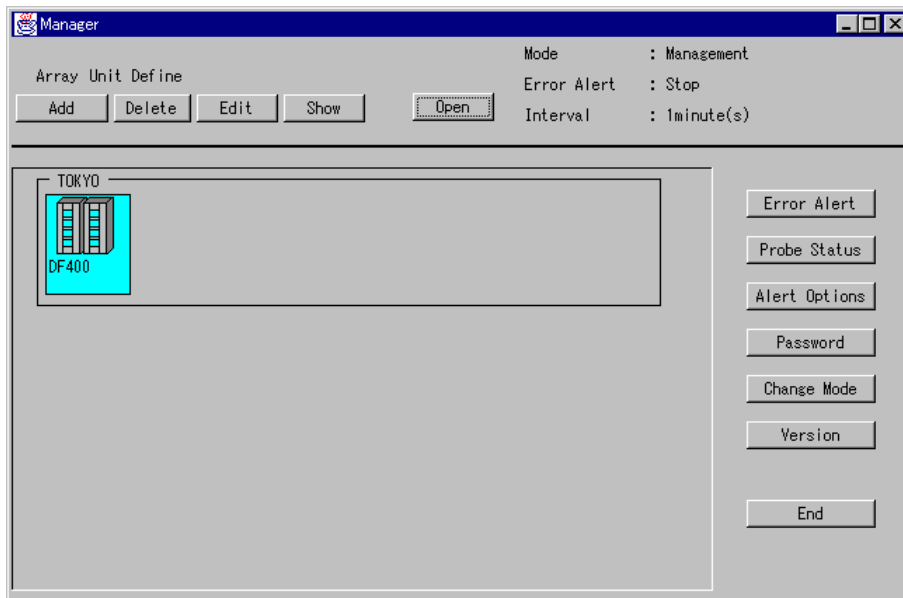 Manager
Array Unit Define
Add Delete Edit Show Open
Mode : Management
Error Alert : Stop
Interval : 1minute(s)
TOKYO
DF400
Error Alert
Probe Status
Alert Options
Password
Change Mode
Version
End